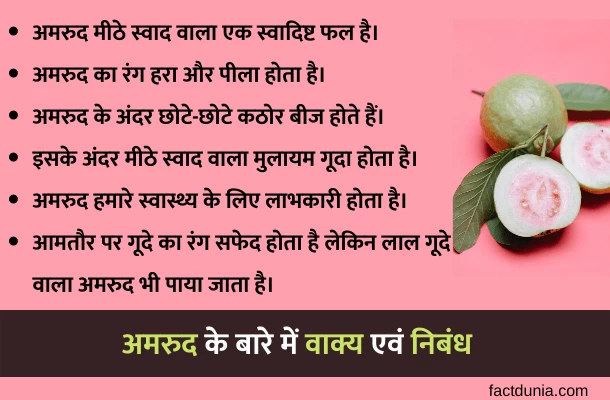 • अमरुद मीठे स्वाद वाला एक स्वादिष्ट फल है।
• अमरुद का रंग हरा और पीला होता है।
• अमरुद के अंदर छोटे-छोटे कठोर बीज होते हैं।
• इसके अंदर मीठे स्वाद वाला मुलायम गूदा होता है।
• अमरुद हमारे स्वास्थ्य के लिए लाभकारी होता है।
• आमतौर पर गूदे का रंग सफेद होता है लेकिन लाल गूदे
वाला अमरुद भी पाया जाता है।
अमरुद के बारे में वाक्य एवं निबंध
factdunia.com